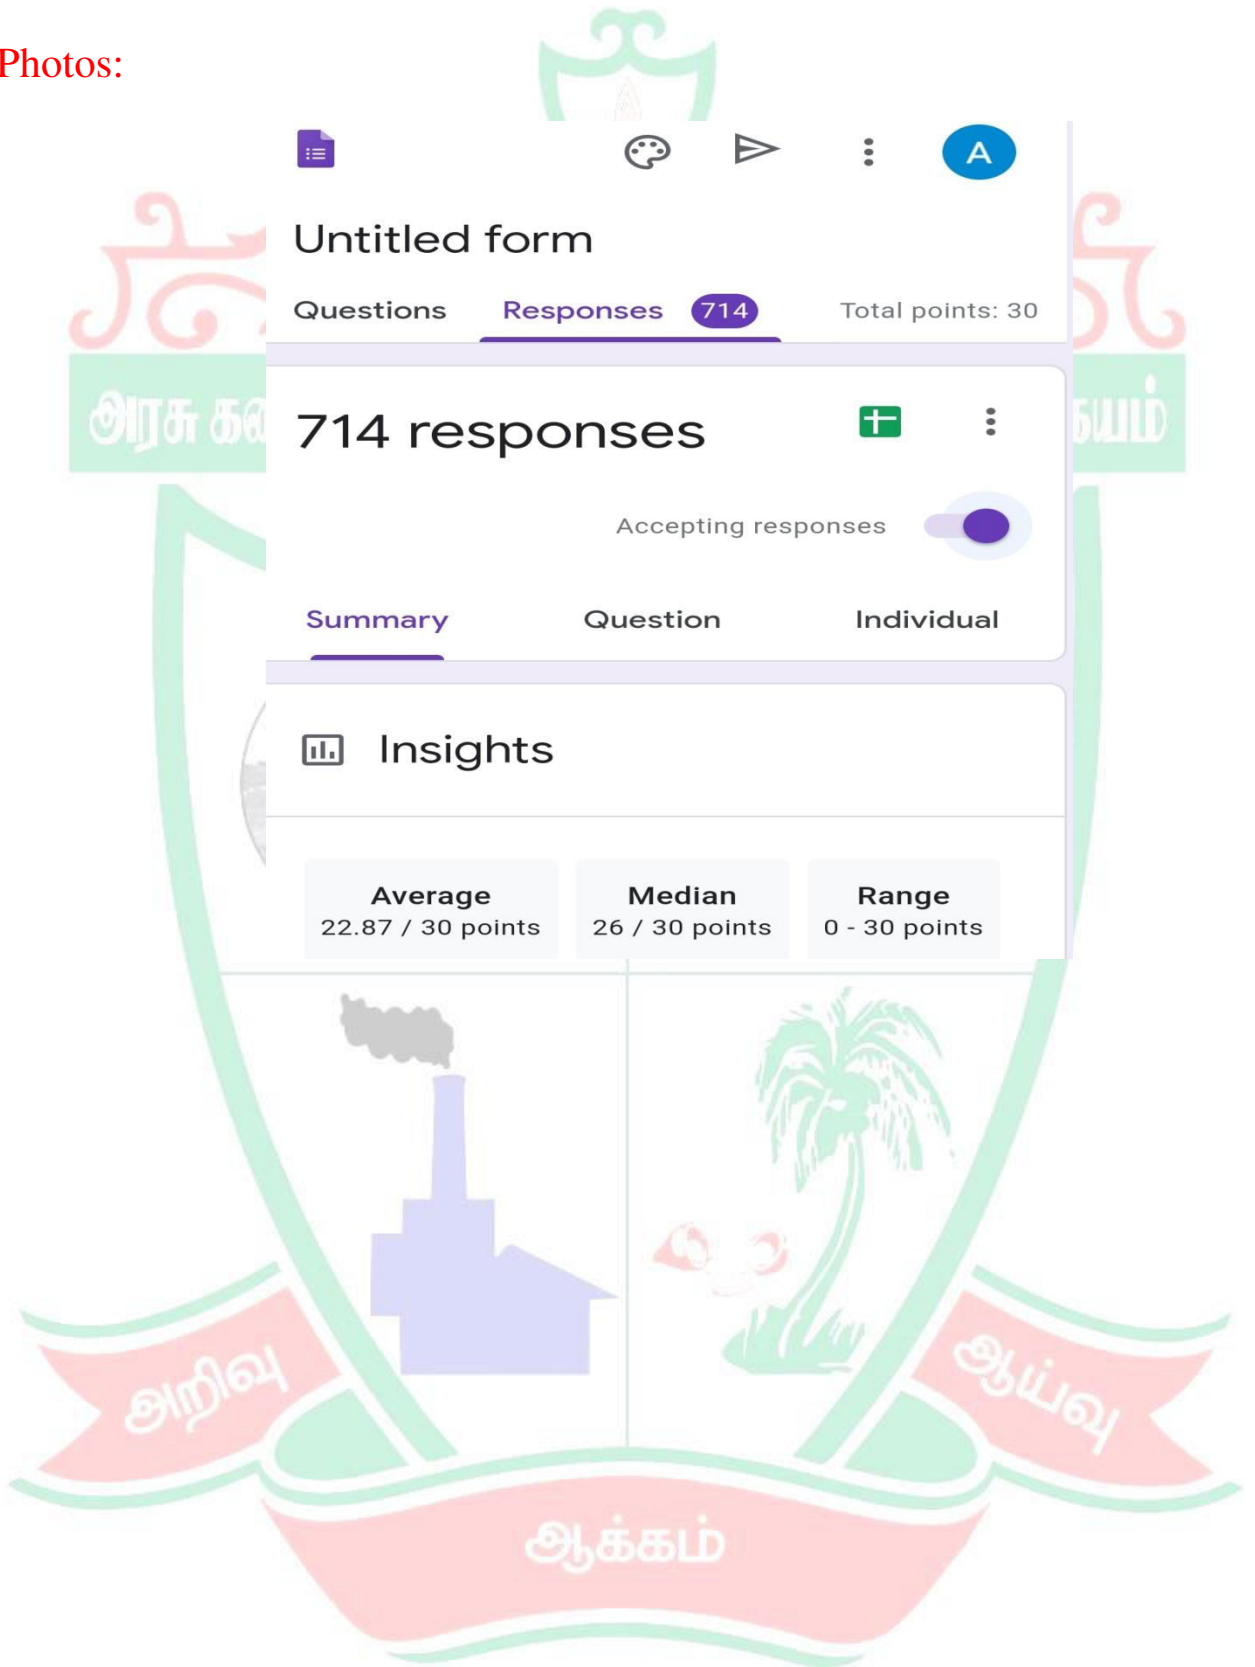 Photos:
A
Untitled form
Questions Responses 714 Total points: 30
714 responses
Accepting responses
Summary Question Individual
Insights
Average Median Range
22.87 / 30 points 26 / 30 points 0 - 30 points
அரசு
அறிவு ஆய்வு
ஆக்கம்